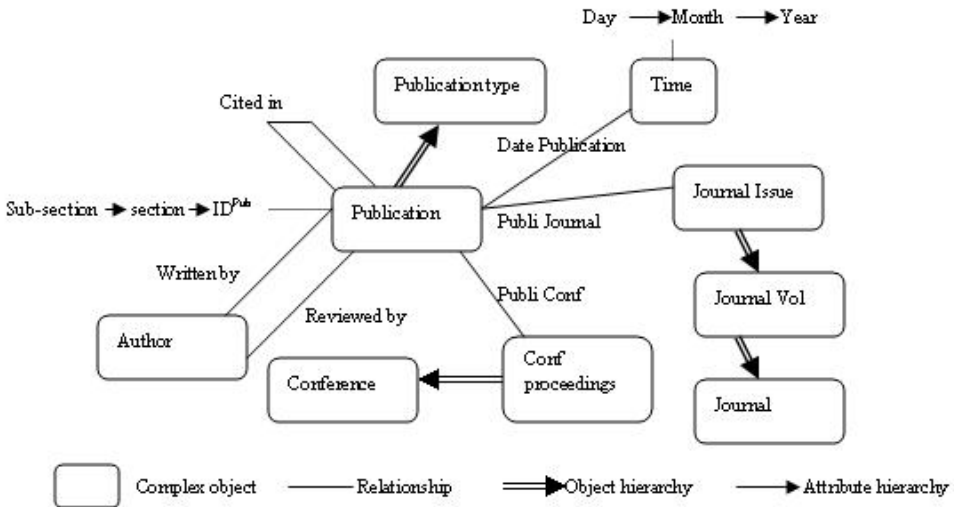 Day → Month → Year
Publication type
Time
Cited in
Date Publication
Journal Issue
Sub-section → section → ID^Pub
Publication
Publi Journal
Written by
Publi Conf
Journal Vol
Reviewed by
Author
Conf
proceedings
Conference
Journal
Complex object
Relationship
Object hierarchy
Attribute hierarchy